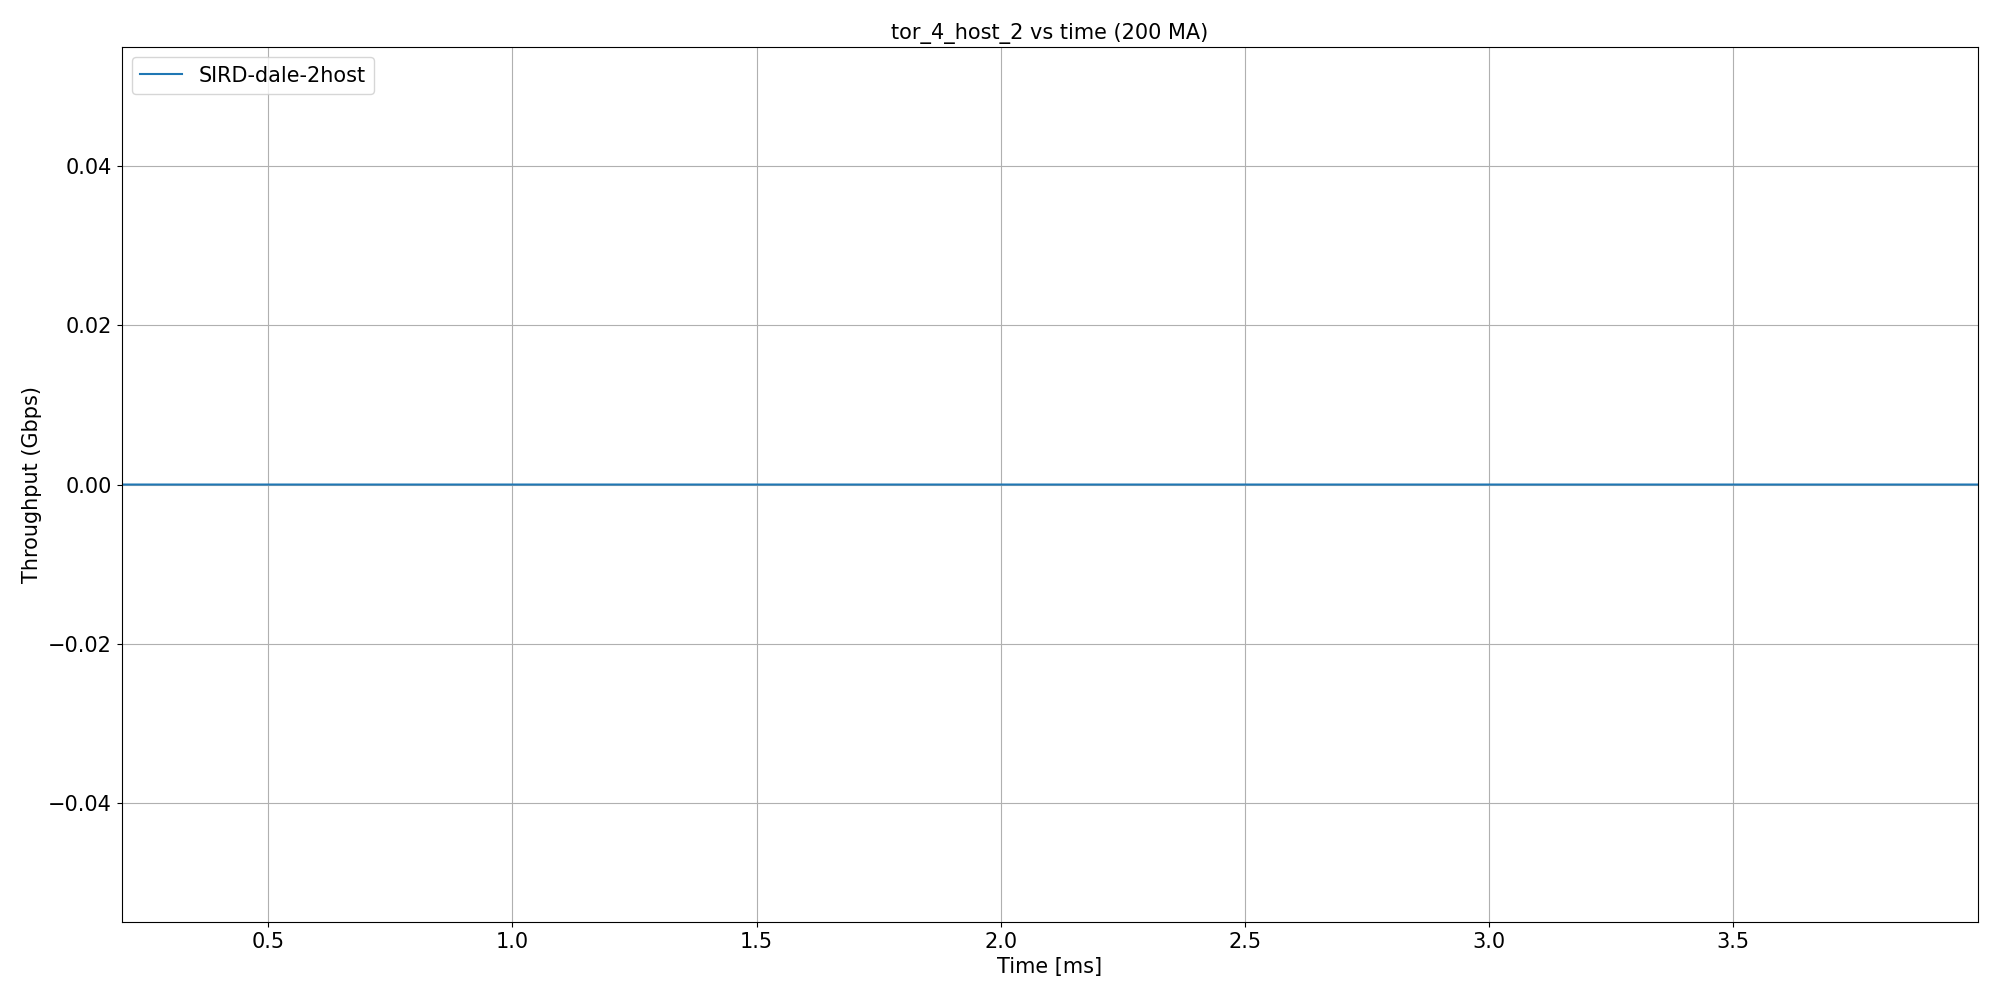 tor_4_host_2 vs time (200 MA)
SIRD-dale-2host
Throughput (Gbps)
0.04
0.02
0.00
−0.02
−0.04
0.5 1.0 1.5 2.0 2.5 3.0 3.5
Time [ms]